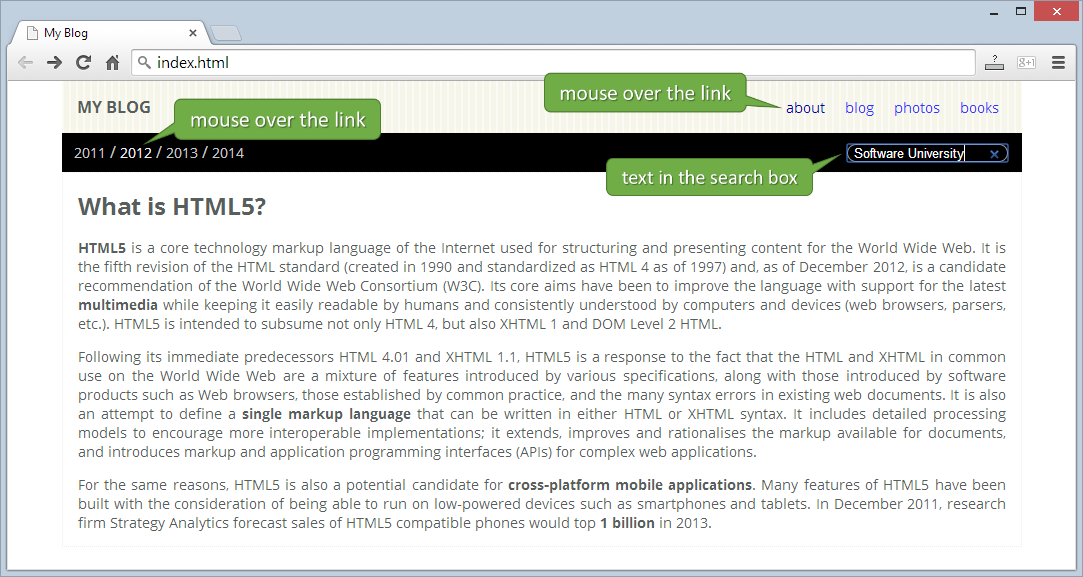 My Blog
index.html
MY BLOG
mouse over the link
mouse over the link
about blog photos books
2011 / 2012 / 2013 / 2014
Software University
text in the search box
What is HTML5?
HTML5 is a core technology markup language of the Internet used for structuring and presenting content for the World Wide Web. It is
the fifth revision of the HTML standard (created in 1990 and standardized as HTML 4 as of 1997) and, as of December 2012, is a candidate
recommendation of the World Wide Web Consortium (W3C). Its core aims have been to improve the language with support for the latest
multimedia while keeping it easily readable by humans and consistently understood by computers and devices (web browsers, parsers,
etc.). HTML5 is intended to subsume not only HTML 4, but also XHTML 1 and DOM Level 2 HTML.
Following its immediate predecessors HTML 4.01 and XHTML 1.1, HTML5 is a response to the fact that the HTML and XHTML in common
use on the World Wide Web are a mixture of features introduced by various specifications, along with those introduced by software
products such as Web browsers, those established by common practice, and the many syntax errors in existing web documents. It is also
an attempt to define a single markup language that can be written in either HTML or XHTML syntax. It includes detailed processing
models to encourage more interoperable implementations; it extends, improves and rationalises the markup available for documents,
and introduces markup and application programming interfaces (APIs) for complex web applications.
For the same reasons, HTML5 is also a potential candidate for cross-platform mobile applications. Many features of HTML5 have been
built with the consideration of being able to run on low-powered devices such as smartphones and tablets. In December 2011, research
firm Strategy Analytics forecast sales of HTML5 compatible phones would top 1 billion in 2013.